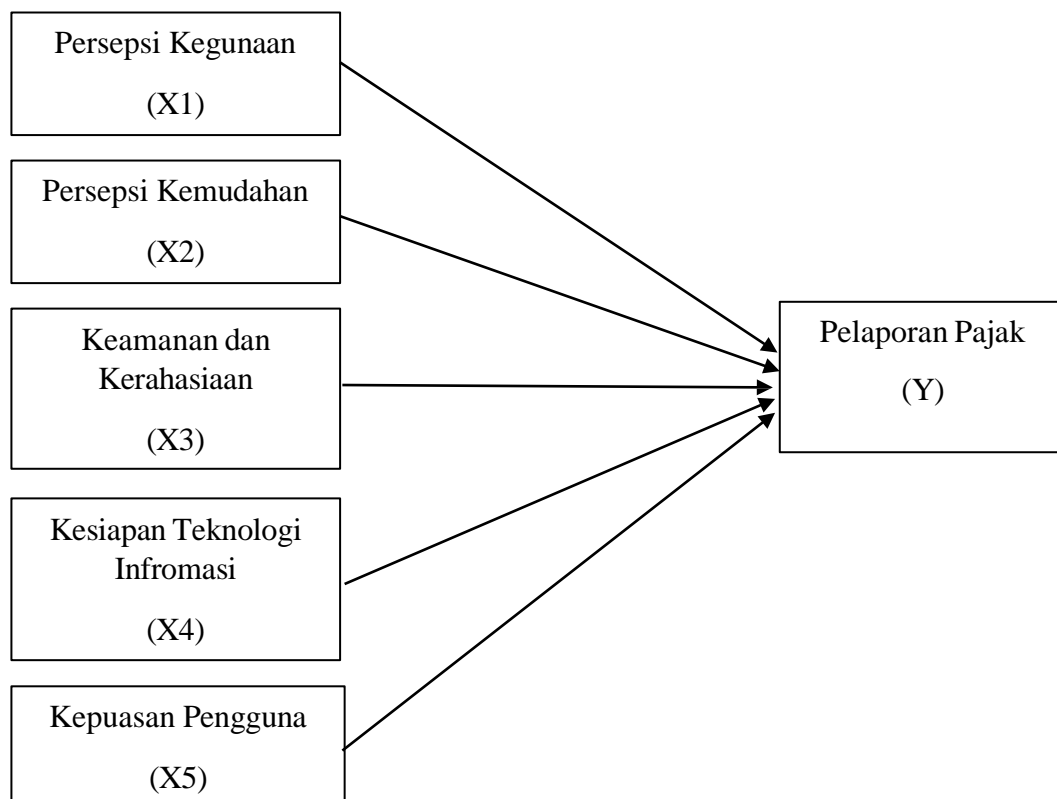 Persepsi Kegunaan
(X1)
Persepsi Kemudahan
(X2)
Keamanan dan
Kerahasiaan
(X3)
Kesiapan Teknologi
Infromasi
(X4)
Kepuasan Pengguna
(X5)
Pelaporan Pajak
(Y)